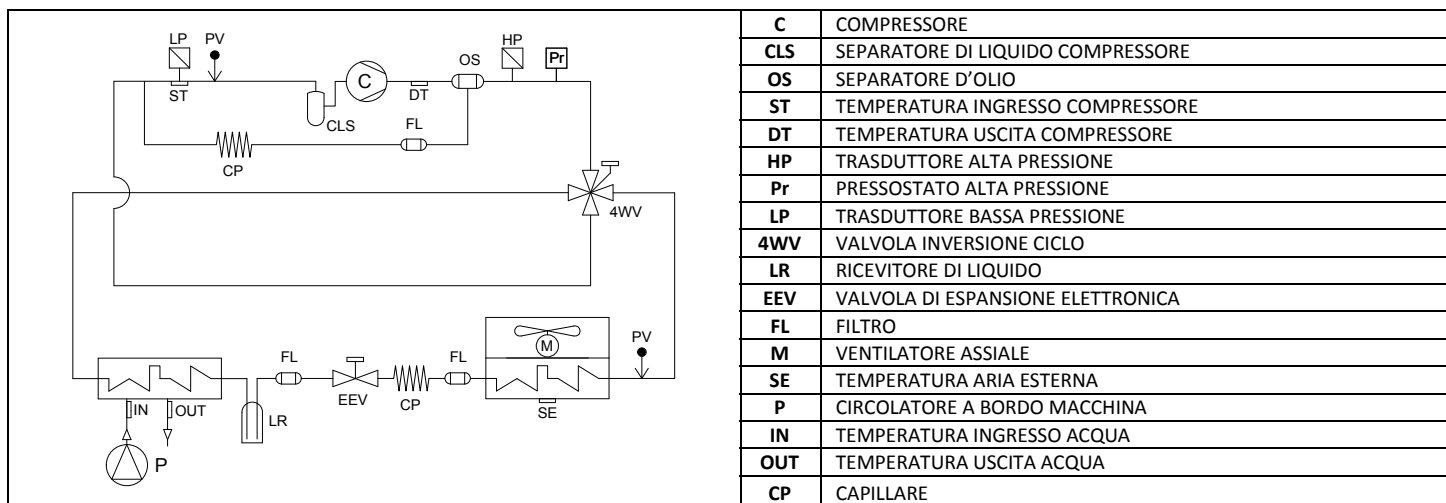 LP PV HP Pr
OS
C
ST DT
CLS FL
CP
4WV
M PV
FL FL
EEV CP SE
IN OUT LR
P
C COMPRESSORE
CLS SEPARATORE DI LIQUIDO COMPRESSORE
OS SEPARATORE D’OLIO
ST TEMPERATURA INGRESSO COMPRESSORE
DT TEMPERATURA USCITA COMPRESSORE
HP TRASDUTTORE ALTA PRESSIONE
Pr PRESSOSTATO ALTA PRESSIONE
LP TRASDUTTORE BASSA PRESSIONE
4WV VALVOLA INVERSIONE CICLO
LR RICEVITORE DI LIQUIDO
EEV VALVOLA DI ESPANSIONE ELETTRONICA
FL FILTRO
M VENTILATORE ASSIALE
SE TEMPERATURA ARIA ESTERNA
P CIRCOLATORE A BORDO MACCHINA
IN TEMPERATURA INGRESSO ACQUA
OUT TEMPERATURA USCITA ACQUA
CP CAPILLARE